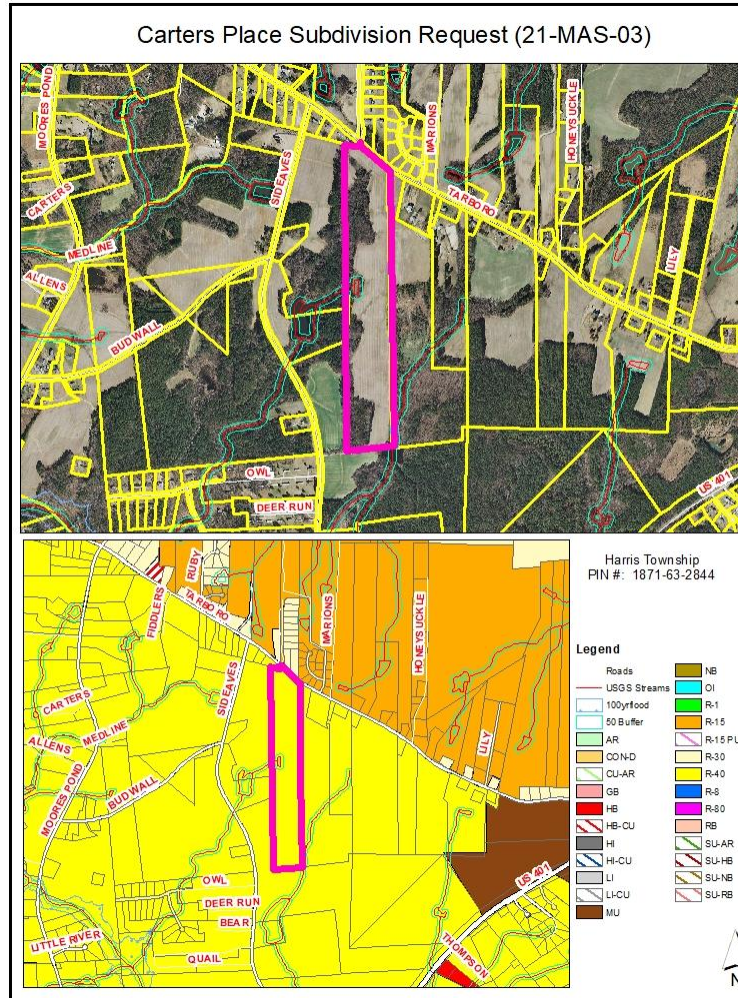 Carters Place Subdivision Request (21-MAS-03)
MOORES POND
CARTERS
MEDLINE
ALLENS
BUDWALL
SIDEAVES
MARIONS
TARBORO
HONEYSUCKLE
ULY
OWL
DEER RUN
US 401
FIDDLERS
RUBY
TARBORO
MARIONS
HONEYSUCKLE
SIDEAVES
CARTERS
MEDLINE
ALLENS
MOORES POND
BUDWALL
ULY
OWL
DEER RUN
BEAR
QUAIL
LITTLE RIVER
US 401
THOMPSON
Harris Township
PIN #: 1871-63-2844
Legend
Roads
USGS Streams
100yrflood
50 Buffer
AR
CON-D
CU-AR
GB
HB
HB-CU
HI
HI-CU
LI
LI-CU
MU
NB
OI
R-1
R-15
R-15 PU
R-30
R-40
R-8
R-80
RB
SU-AR
SU-HB
SU-NB
SU-RB
N